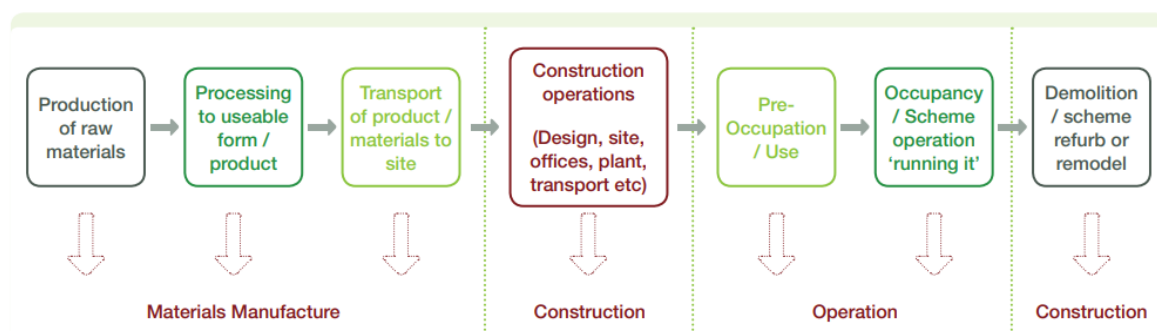 Production
of raw
materials
Processing
to useable
form /
product
Transport
of product /
materials to
site
Construction
operations
(Design, site,
offices, plant,
transport etc)
Pre-
Occupation
/ Use
Occupancy
/ Scheme
operation
‘running it’
Demolition
/ scheme
refurb or
remodel
Materials Manufacture
Construction
Operation
Construction